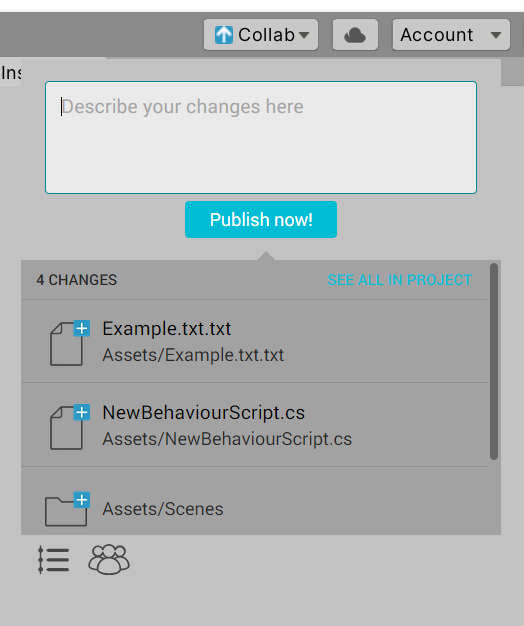 Collab
Account
Ins
Describe your changes here
Publish now!
4 CHANGES
SEE ALL IN PROJECT
Example.txt.txt
Assets/Example.txt.txt
NewBehaviourScript.cs
Assets/NewBehaviourScript.cs
Assets/Scenes